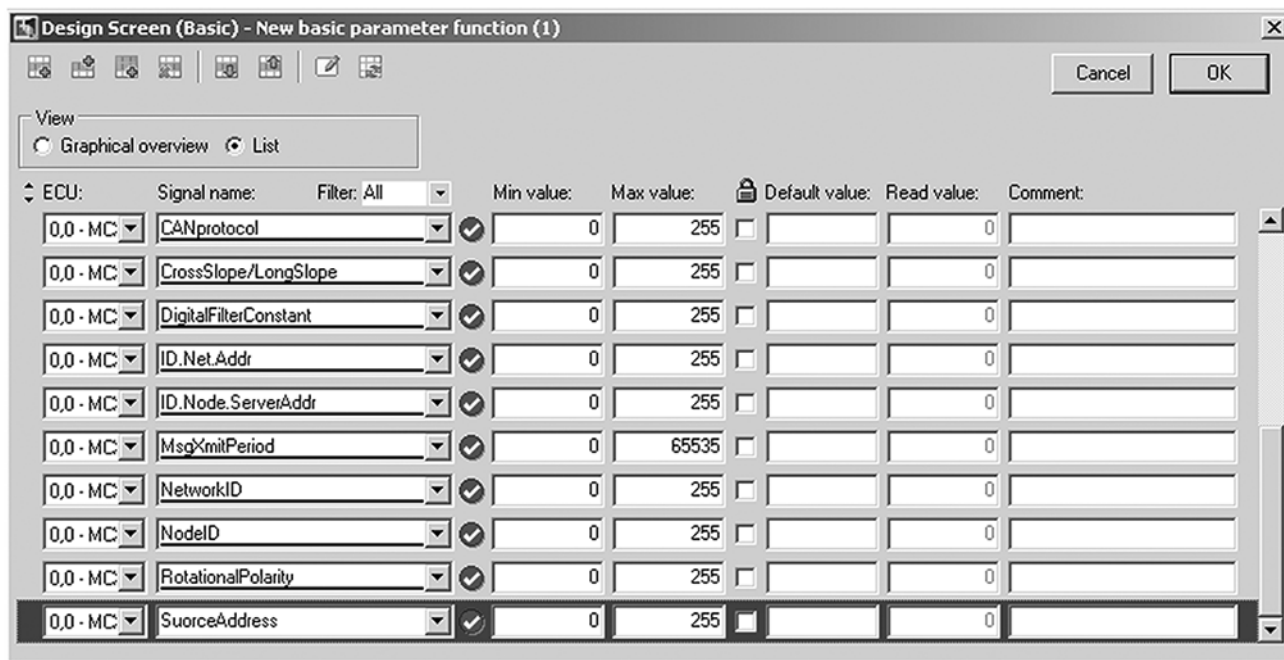 Design Screen (Basic) - New basic parameter function (1)
Cancel OK
View
Graphical overview List
ECU: Signal name: Filter: All Min value: Max value: Default value: Read value: Comment:
0,0 - MC CANprotocol 0 255 0
0,0 - MC CrossSlope/LongSlope 0 255 0
0,0 - MC DigitalFilterConstant 0 255 0
0,0 - MC ID.Net.Addr 0 255 0
0,0 - MC ID.Node.ServerAddr 0 255 0
0,0 - MC MsgXmitPeriod 0 65535 0
0,0 - MC NetworkID 0 255 0
0,0 - MC NodeID 0 255 0
0,0 - MC RotationalPolarity 0 255 0
0,0 - MC SuorceAddress 0 255 0